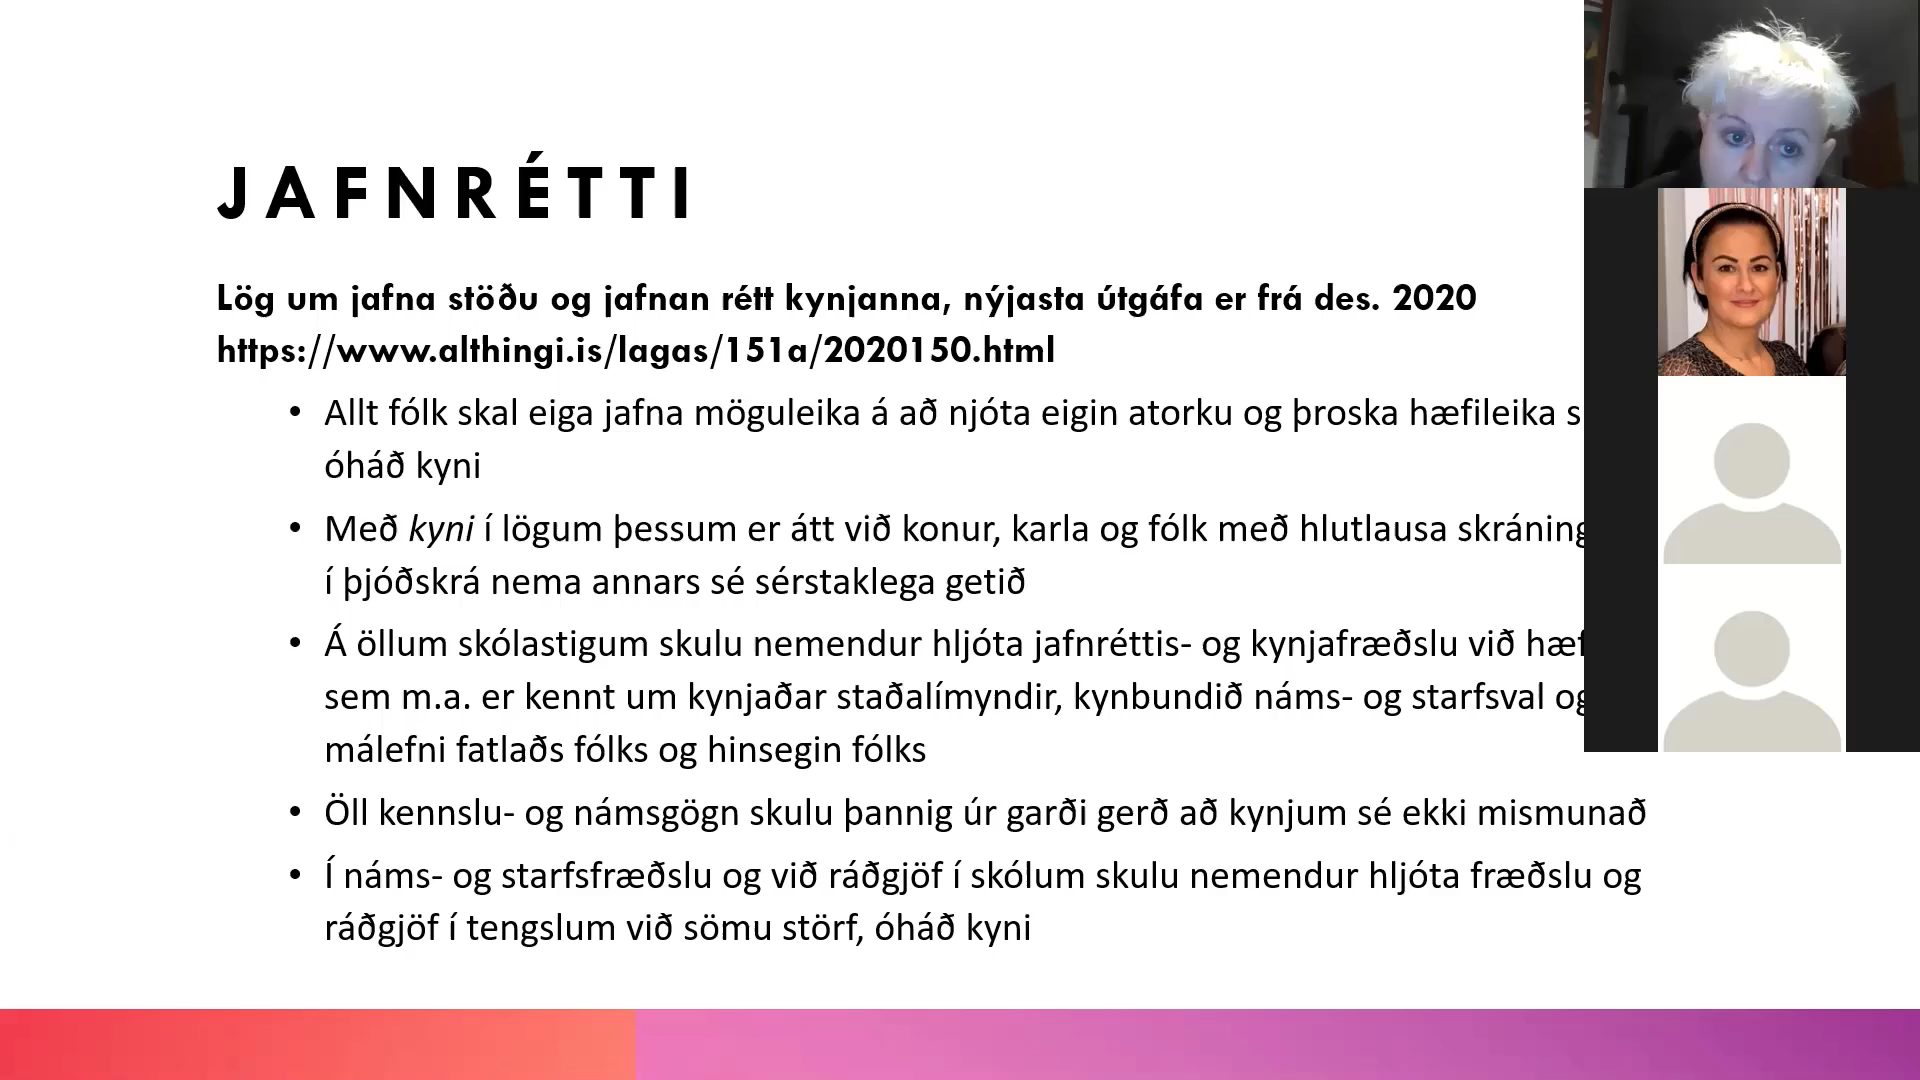 JAFNRÉTTI
Lög um jafna stöðu og jafnan rétt kynjanna, nýjasta útgáfa er frá des. 2020
https://www.althingi.is/lagas/151a/2020150.html
• Allt fólk skal eiga jafna möguleika á að njóta eigin atorku og þroska hæfileika
óháð kyni
• Með kyni í lögum þessum er átt við konur, karla og fólk með hlutlausa
í þjóðskrá nema annars sé sérstaklega getið
• Á öllum skólastigum skulu nemendur hljóta jafnréttis- og kynjafræðslu við
sem m.a. er kennt um kynjaðar staðalímyndir, kynbundið náms- og starfsval og
málefni fatlaðs fólks og hinsegin fólks
• Öll kennslu- og námsgögn skulu þannig úr garði gerð að kynjum sé ekki mismunað
• Í náms- og starfsfræðslu og við ráðgjöf í skólum skulu nemendur hljóta fræðslu og
ráðgjöf í tengslum við sömu störf, óháð kyni